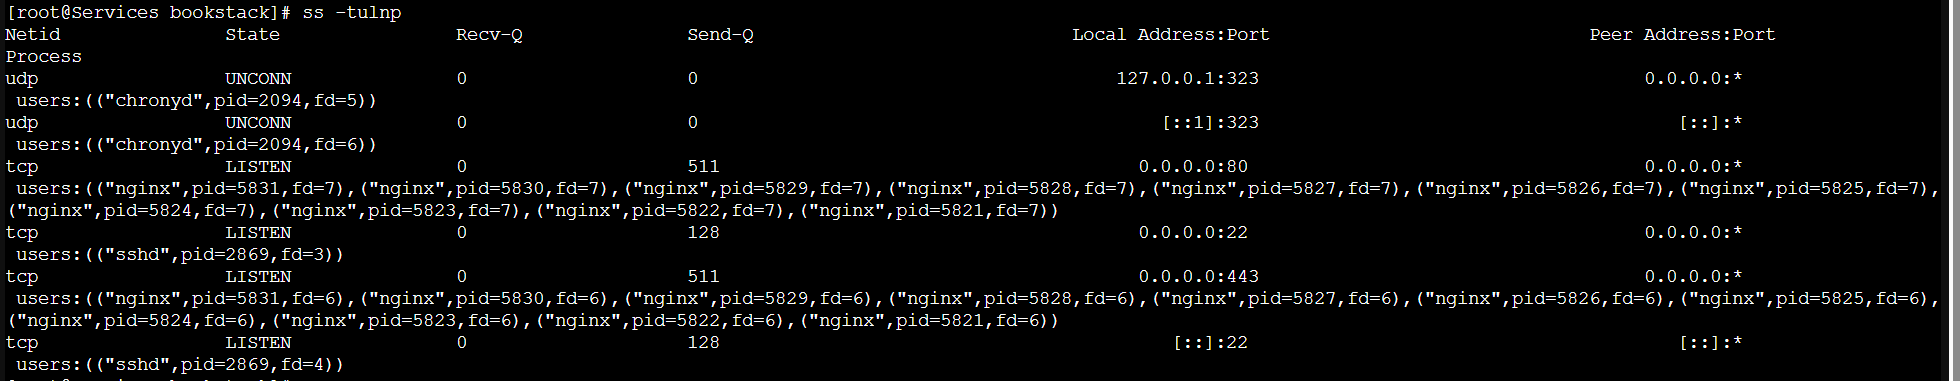 [root@Services bookstack]# ss -tulnp
Netid State Recv-Q Send-Q Local Address:Port Peer Address:Port
Process
udp UNCONN 0 0 127.0.0.1:323 0.0.0.0:*
users:(("chronyd",pid=2094,fd=5))
udp UNCONN 0 0 [::1]:323 [::]:*
users:(("chronyd",pid=2094,fd=6))
tcp LISTEN 0 511 0.0.0.0:80 0.0.0.0:*
users:(("nginx",pid=5831,fd=7),("nginx",pid=5830,fd=7),("nginx",pid=5829,fd=7),("nginx",pid=5828,fd=7),("nginx",pid=5827,fd=7),("nginx",pid=5826,fd=7),("nginx",pid=5825,fd=7),
("nginx",pid=5824,fd=7),("nginx",pid=5823,fd=7),("nginx",pid=5822,fd=7),("nginx",pid=5821,fd=7))
tcp LISTEN 0 128 0.0.0.0:22 0.0.0.0:*
users:(("sshd",pid=2869,fd=3))
tcp LISTEN 0 511 0.0.0.0:443 0.0.0.0:*
users:(("nginx",pid=5831,fd=6),("nginx",pid=5830,fd=6),("nginx",pid=5829,fd=6),("nginx",pid=5828,fd=6),("nginx",pid=5827,fd=6),("nginx",pid=5826,fd=6),("nginx",pid=5825,fd=6),
("nginx",pid=5824,fd=6),("nginx",pid=5823,fd=6),("nginx",pid=5822,fd=6),("nginx",pid=5821,fd=6))
tcp LISTEN 0 128 [::]:22 [::]:*
users:(("sshd",pid=2869,fd=4))